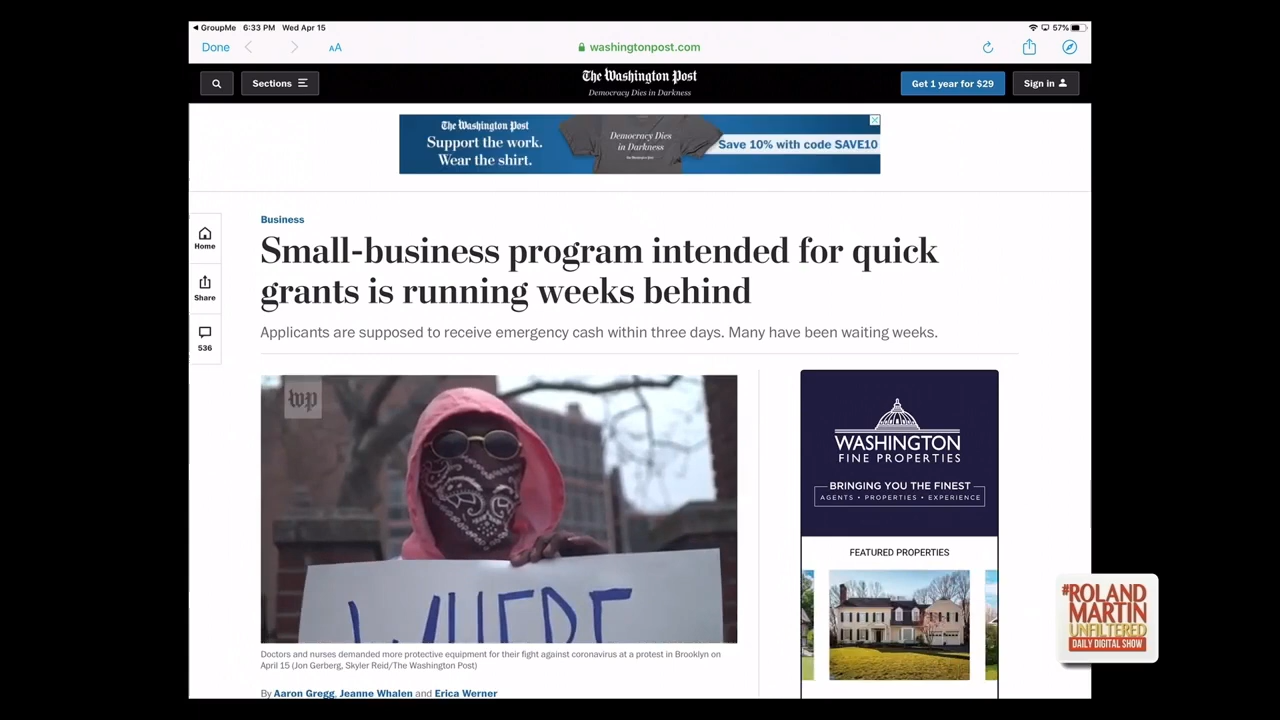 GroupMe 6:33 PM Wed Apr 15
57%
Done
AA
washingtonpost.com
Sections
The Washington Post
Democracy Dies in Darkness
Get 1 year for $29
Sign in
The Washington Post
Support the work.
Wear the shirt.
Democracy Dies
in Darkness
Save 10% with code SAVE10
Business
Small-business program intended for quick
grants is running weeks behind
Applicants are supposed to receive emergency cash within three days. Many have been waiting weeks.
Home
Share
536
wp
WHERE
Doctors and nurses demanded more protective equipment for their fight against coronavirus at a protest in Brooklyn on
April 15 (Jon Gerberg, Skyler Reid/The Washington Post)
By Aaron Gregg, Jeanne Whalen and Erica Werner
WASHINGTON
FINE PROPERTIES
BRINGING YOU THE FINEST
AGENTS • PROPERTIES • EXPERIENCE
FEATURED PROPERTIES
#ROLAND
MARTIN
UNFILTERED
DAILY DIGITAL SHOW